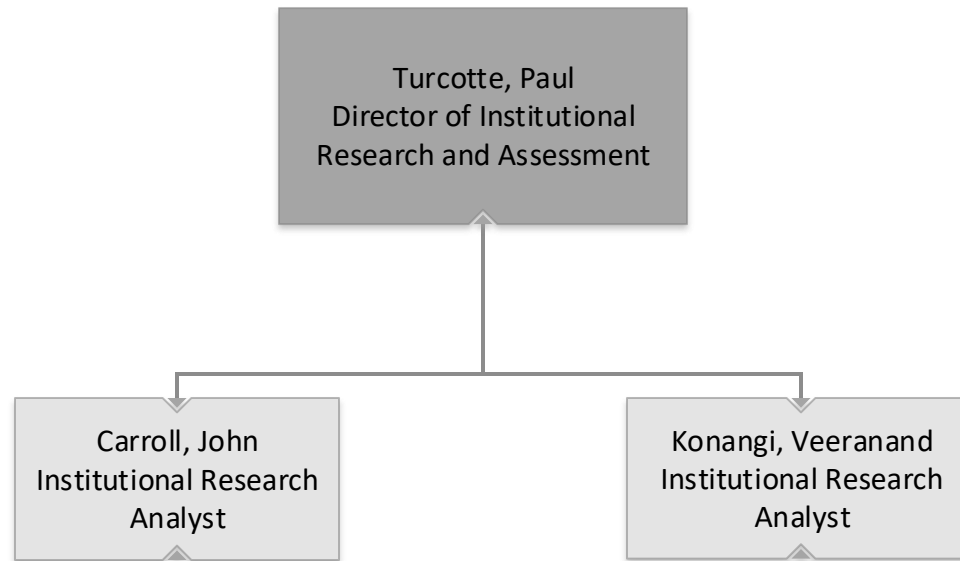 Turcotte, Paul
Director of Institutional
Research and Assessment
Carroll, John
Institutional Research
Analyst
Konangi, Veeranand
Institutional Research
Analyst